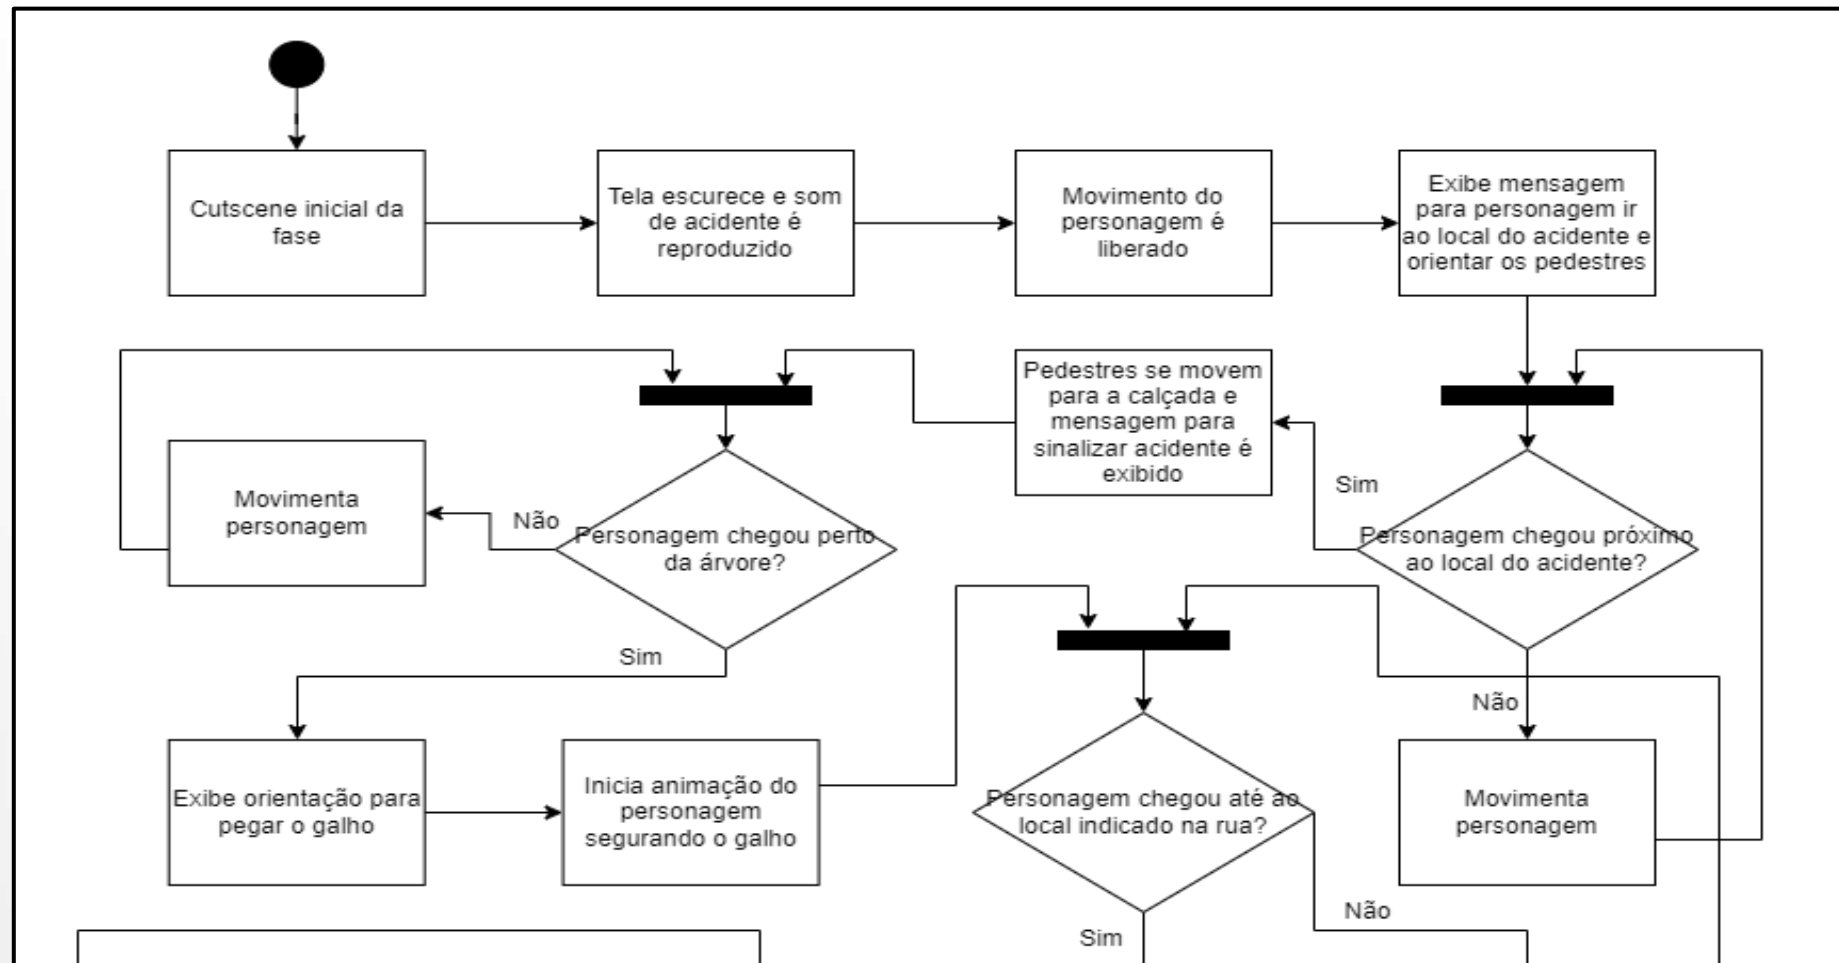 Cutscene inicial da
fase
Tela escurece e som
de acidente é
reproduzido
Movimento do
personagem é
liberado
Exibe mensagem
para personagem ir
ao local do acidente e
orientar os pedestres
Pedestres se movem
para a calçada e
mensagem para
sinalizar acidente é
exibido
Sim
Personagem chegou próximo
ao local do acidente?
Movimenta
personagem
Não
Personagem chegou perto
da árvore?
Sim
Não
Exibe orientação para
pegar o galho
Inicia animação do
personagem
segurando o galho
Personagem chegou até ao
local indicado na rua?
Movimenta
personagem
Não
Sim